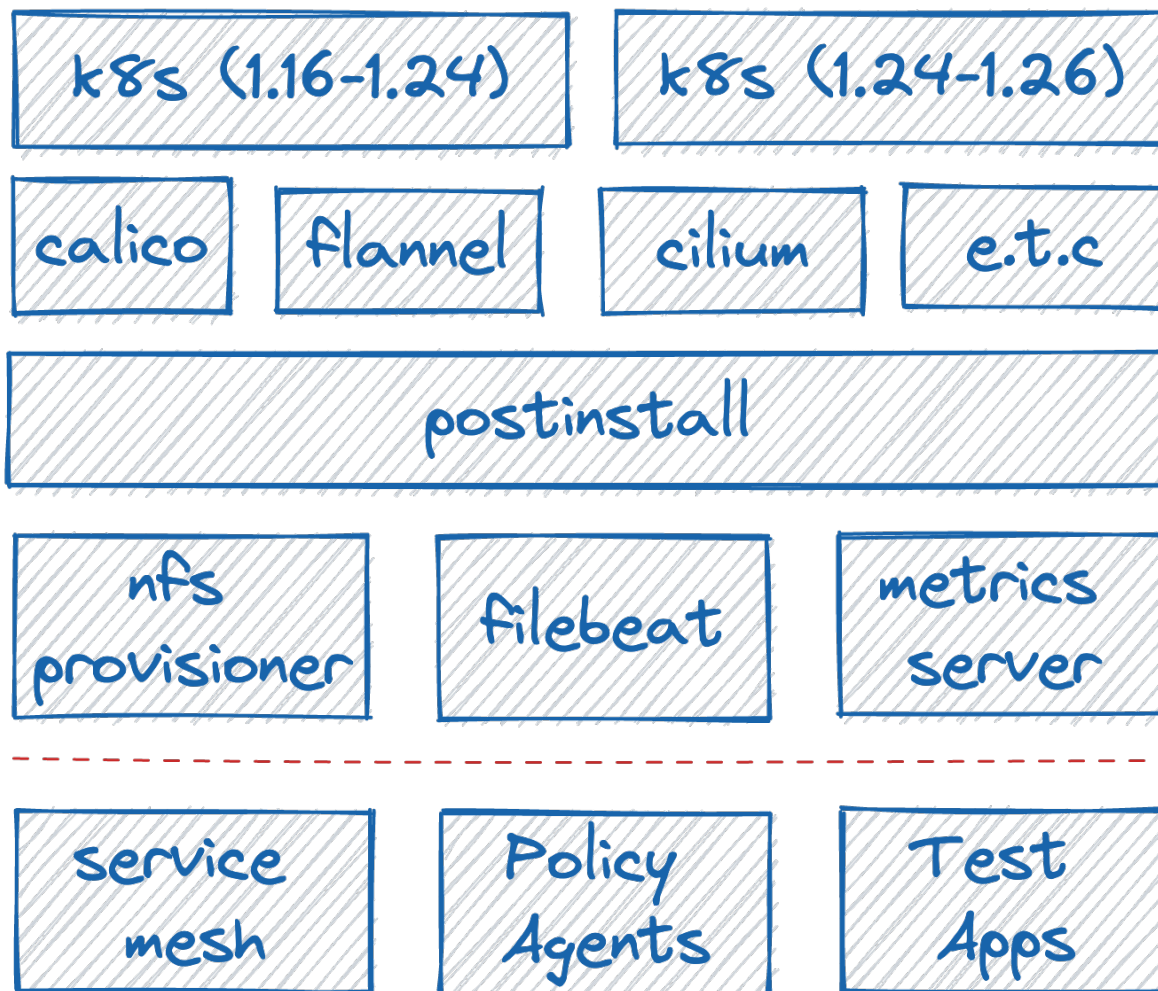 k8s (1.16-1.24)
k8s (1.24-1.26)
calico
flannel
cilium
e.t.c
postinstall
nfs
provisioner
filebeat
metrics
server
service
mesh
Policy
Agents
Test
Apps